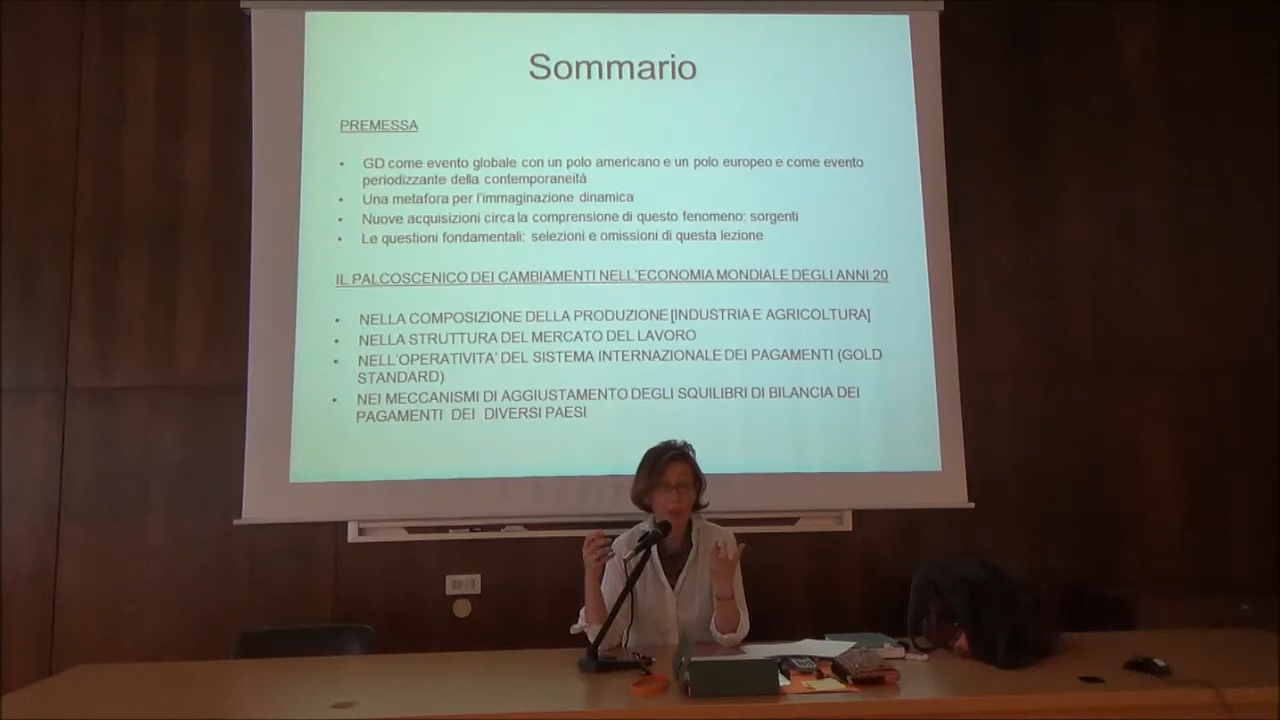 Sommario
PREMESSA
• GD come evento globale con un polo americano e un polo europeo e come evento
periodizzante della contemporaneità
• Una metafora per l'immaginazione dinamica
• Nuove acquisizioni circa la comprensione di questo fenomeno: sorgenti
• Le questioni fondamentali: selezioni e omissioni di questa lezione
IL PALCOSCENICO DEI CAMBIAMENTI NELL'ECONOMIA MONDIALE DEGLI ANNI 20
• NELLA COMPOSIZIONE DELLA PRODUZIONE [INDUSTRIA E AGRICOLTURA]
• NELLA STRUTTURA DEL MERCATO DEL LAVORO
• NELL'OPERATIVITA' DEL SISTEMA INTERNAZIONALE DEI PAGAMENTI (GOLD
STANDARD)
• NEI MECCANISMI DI AGGIUSTAMENTO DEGLI SQUILIBRI DI BILANCIA DEI
PAGAMENTI DEI DIVERSI PAESI